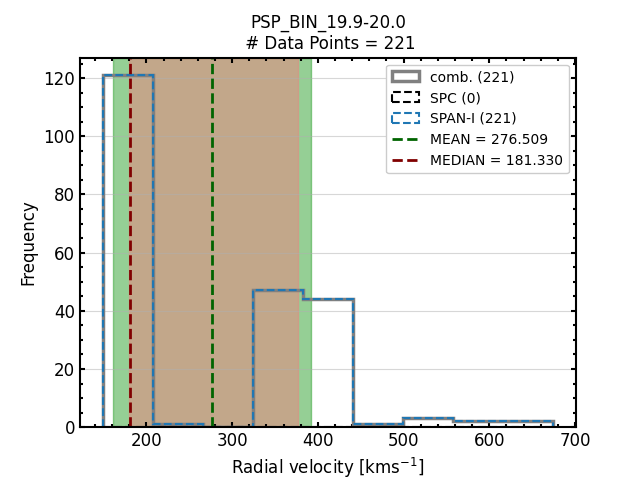 PSP_BIN_19.9-20.0
# Data Points = 221
comb. (221)
SPC (0)
SPAN-I (221)
MEAN = 276.509
MEDIAN = 181.330
Frequency
120
100
80
60
40
20
0
200 300 400 500 600 700
Radial velocity [kms⁻¹]